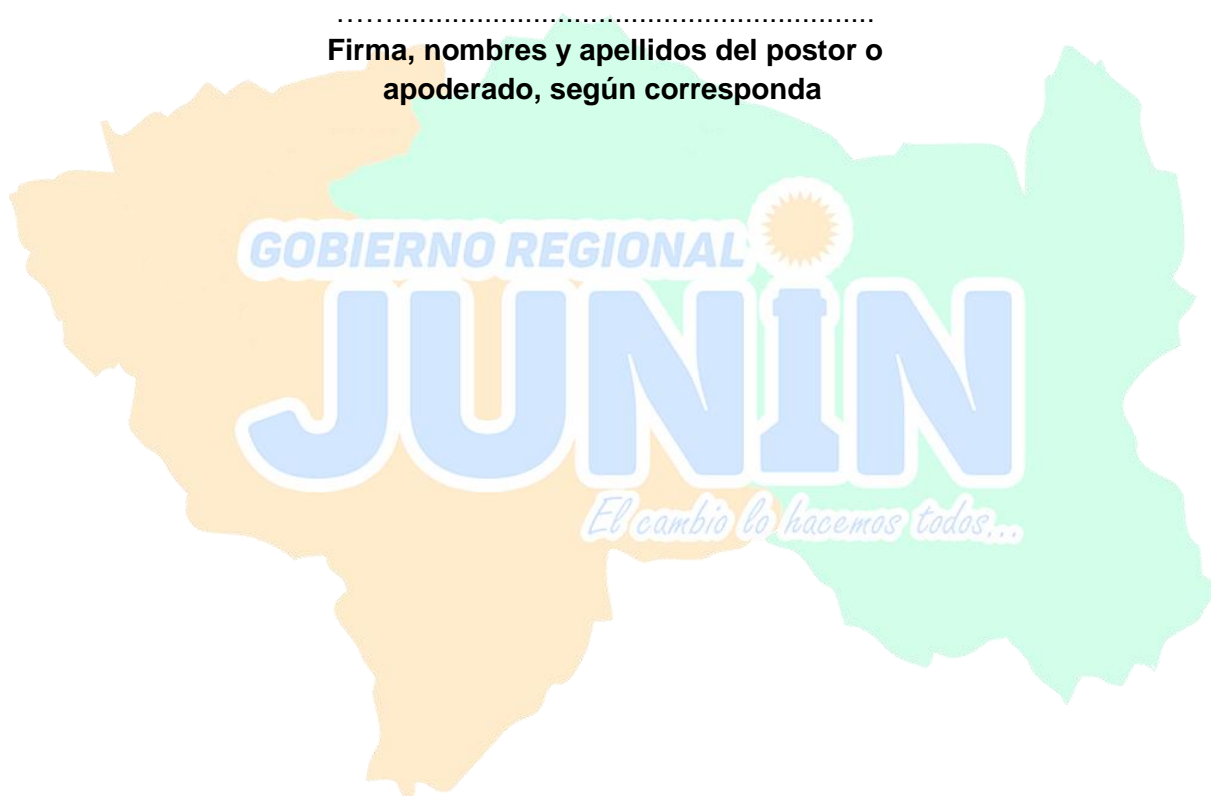 ……...........................................................
Firma, nombres y apellidos del postor o
apoderado, según corresponda
GOBIERNO REGIONAL
JUNIN
El cambio lo hacemos todos...